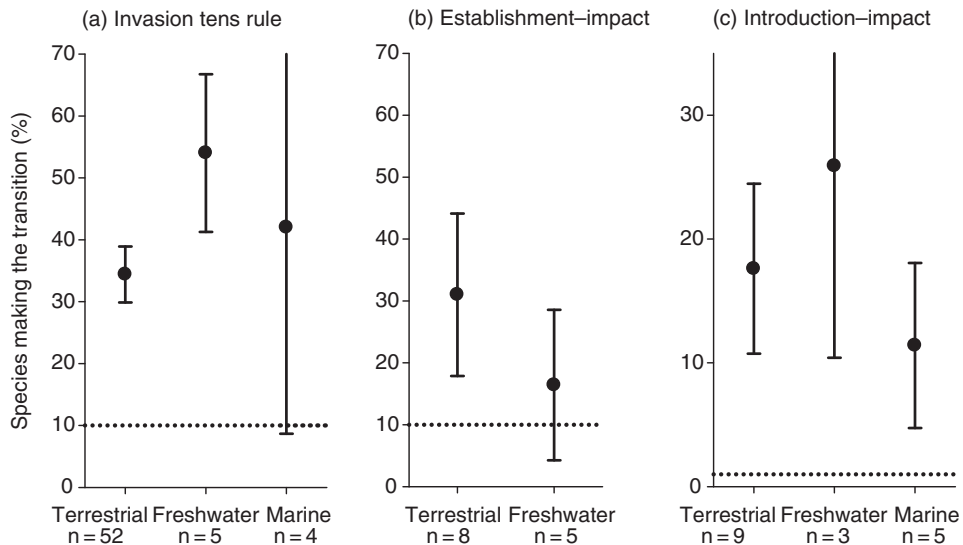 (a) Invasion tens rule
(b) Establishment–impact
(c) Introduction–impact
Species making the transition (%)
70
60
50
40
30
20
10
0
Terrestrial Freshwater Marine
n=52 n=5 n=4
70
60
50
40
30
20
10
0
Terrestrial Freshwater
n=8 n=5
30
20
10
0
Terrestrial Freshwater Marine
n=9 n=3 n=5